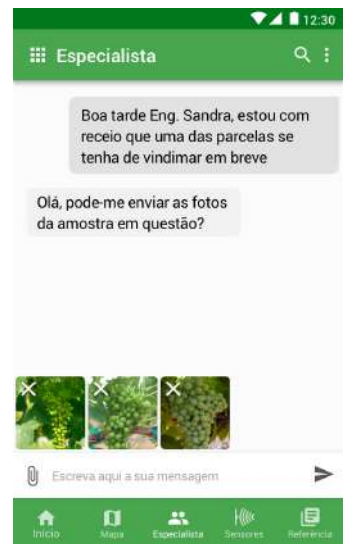 12:30
Especialista
Boa tarde Eng. Sandra, estou com
receio que uma das parcelas se
tenha de vindimar em breve
Olá, pode-me enviar as fotos
da amostra em questão?
Escreva aqui a sua mensagem
Início Mapa Especialista Sensores Referência